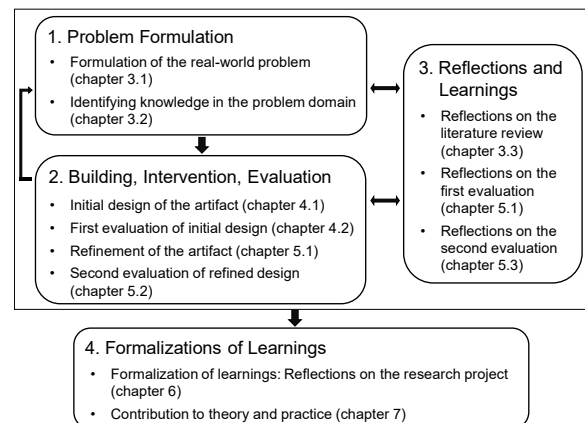 1. Problem Formulation
• Formulation of the real-world problem
(chapter 3.1)
• Identifying knowledge in the problem domain
(chapter 3.2)
2. Building, Intervention, Evaluation
• Initial design of the artifact (chapter 4.1)
• First evaluation of initial design (chapter 4.2)
• Refinement of the artifact (chapter 5.1)
• Second evaluation of refined design
(chapter 5.2)
3. Reflections and
Learnings
• Reflections on the
literature review
(chapter 3.3)
• Reflections on the
first evaluation
(chapter 5.1)
• Reflections on the
second evaluation
(chapter 5.3)
4. Formalizations of Learnings
• Formalization of learnings: Reflections on the research project
(chapter 6)
• Contribution to theory and practice (chapter 7)